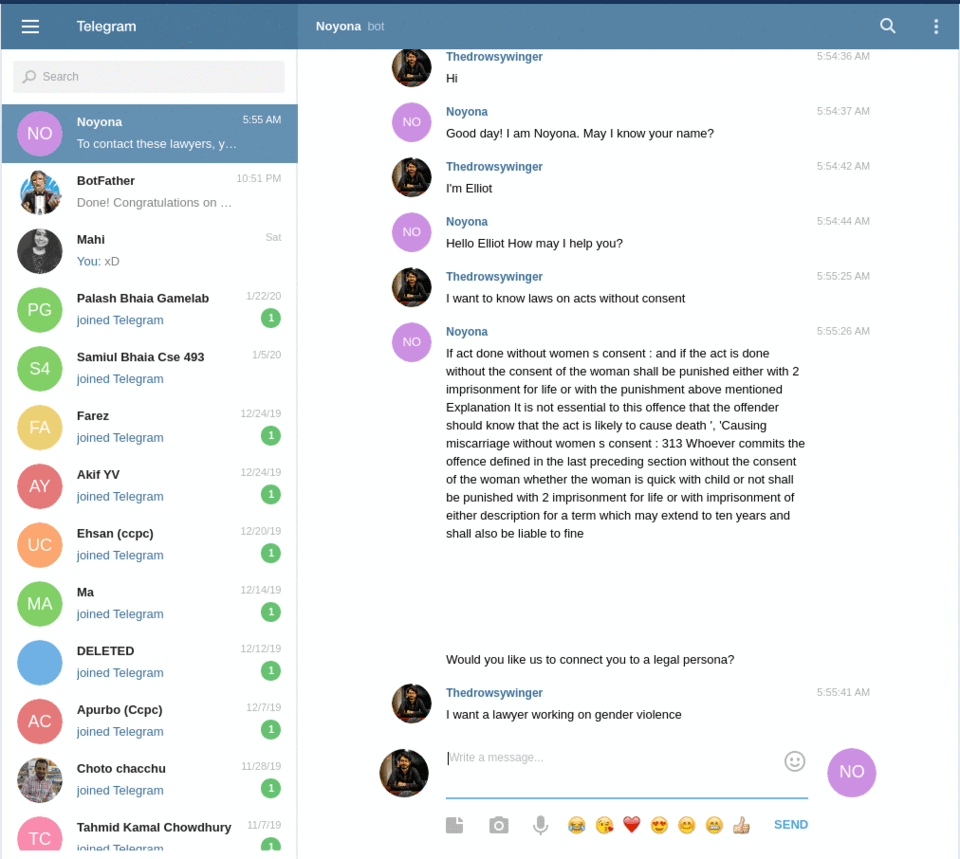 Telegram
Noyona bot
Search
NO
Noyona 5:55 AM
To contact these lawyers, y…
BotFather 10:51 PM
Done! Congratulations on …
Mahi Sat
You: xD
PG
Palash Bhaia Gamelab 1/22/20
joined Telegram 1
S4
Samiul Bhaia Cse 493 1/5/20
joined Telegram
FA
Farez 12/24/19
joined Telegram 1
AY
Akif YV 12/24/19
joined Telegram 1
UC
Ehsan (ccpc) 12/20/19
joined Telegram 1
MA
Ma 12/14/19
joined Telegram 1
DELETED 12/12/19
joined Telegram 1
AC
Apurbo (Ccpc) 12/7/19
joined Telegram 1
Choto chacchu 11/28/19
joined Telegram 1
TC
Tahmid Kamal Chowdhury 11/7/19
joined Telegram 1
Thedrowsywinger 5:54:36 AM
Hi
NO
Noyona 5:54:37 AM
Good day! I am Noyona. May I know your name?
Thedrowsywinger 5:54:42 AM
I'm Elliot
NO
Noyona 5:54:44 AM
Hello Elliot How may I help you?
Thedrowsywinger 5:55:25 AM
I want to know laws on acts without consent
NO
Noyona 5:55:26 AM
If act done without women s consent : and if the act is done
without the consent of the woman shall be punished either with 2
imprisonment for life or with the punishment above mentioned
Explanation It is not essential to this offence that the offender
should know that the act is likely to cause death ', 'Causing
miscarriage without women s consent : 313 Whoever commits the
offence defined in the last preceding section without the consent
of the woman whether the woman is quick with child or not shall
be punished with 2 imprisonment for life or with imprisonment of
either description for a term which may extend to ten years and
shall also be liable to fine
Would you like us to connect you to a legal persona?
Thedrowsywinger 5:55:41 AM
I want a lawyer working on gender violence
Write a message...
NO
SEND